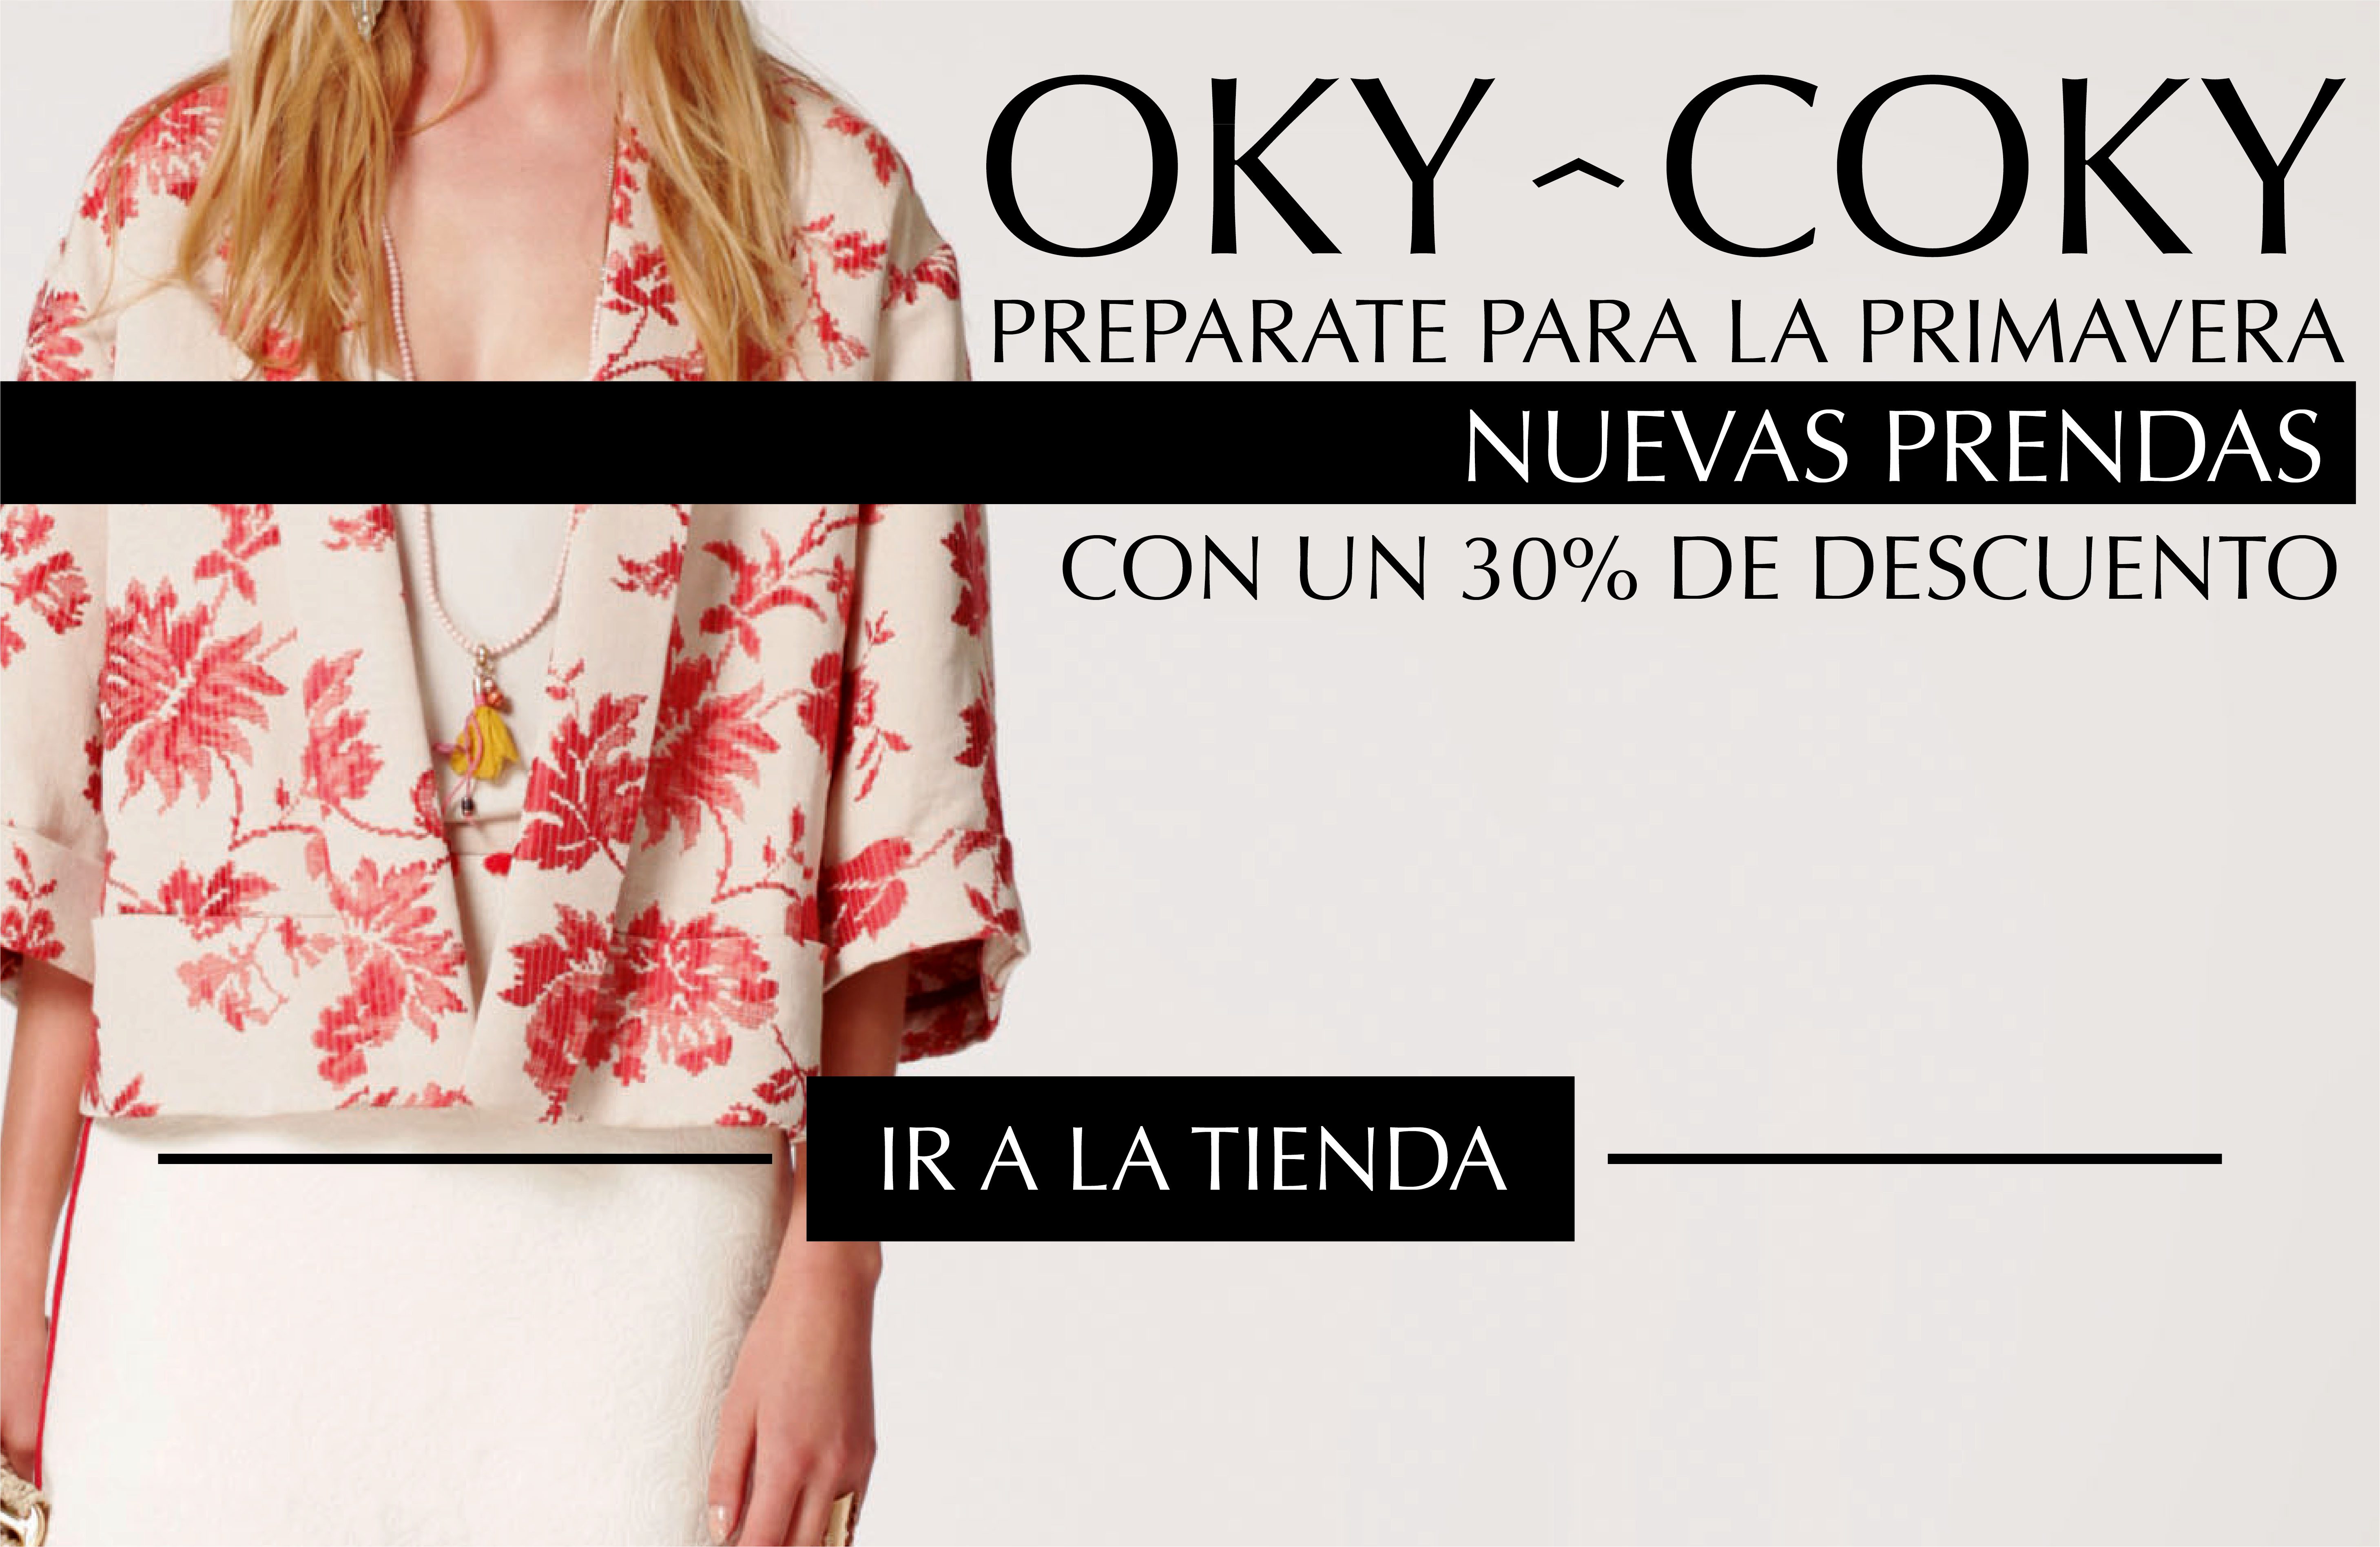 OKY ^ COKY
PREPARATE PARA LA PRIMAVERA
NUEVAS PRENDAS
CON UN 30% DE DESCUENTO
IR A LA TIENDA